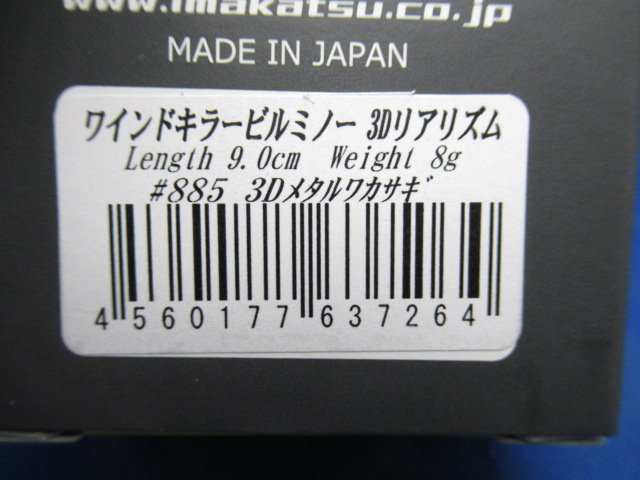 www.imakatsu.co.jp
MADE IN JAPAN
ワインドキラービルミノー 3Dリアリズム
Length 9.0cm Weight 8g
#885 3Dメタルワカサギ
4 560177 637264